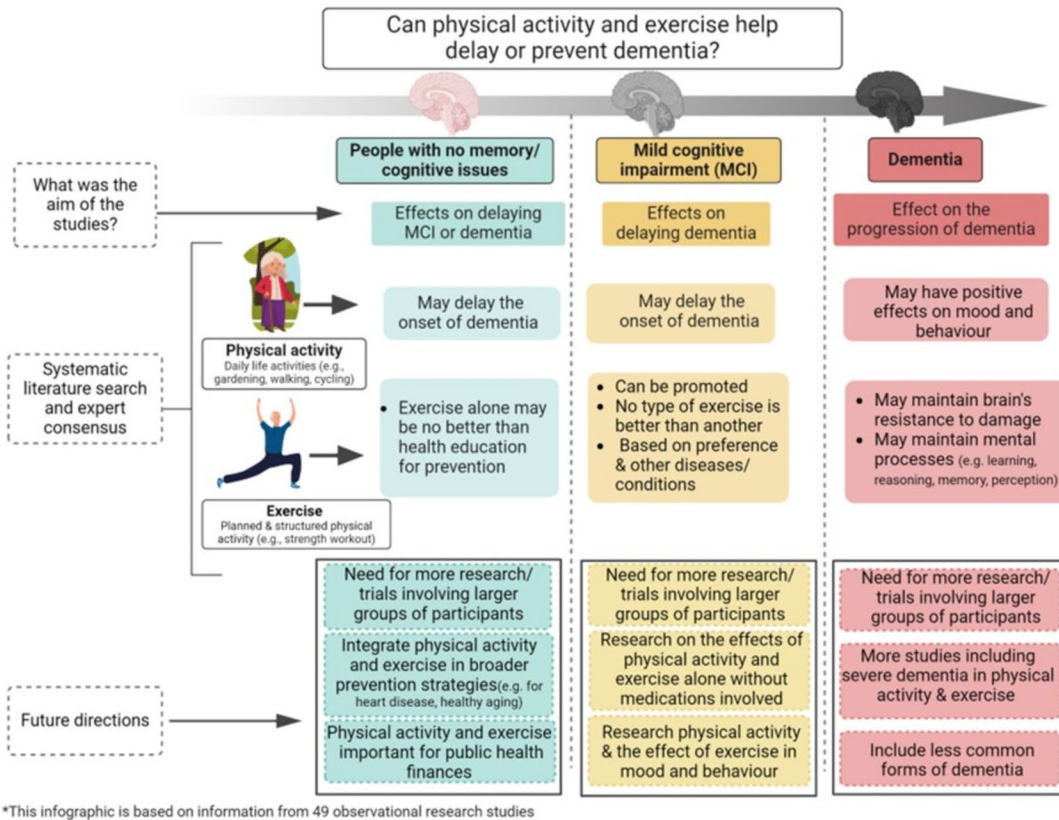 Can physical activity and exercise help
delay or prevent dementia?
People with no memory/
cognitive issues
Mild cognitive
impairment (MCI)
Dementia
What was the
aim of the
studies?
Effects on delaying
MCI or dementia
Effects on
delaying dementia
Effect on the
progression of dementia
Systematic
literature search
and expert
consensus
Physical activity
Daily life activities (e.g.,
gardening, walking, cycling)
May delay the
onset of dementia
May delay the
onset of dementia
May have positive
effects on mood and
behaviour
Exercise
Planned & structured physical
activity (e.g., strength workout)
• Exercise alone may
be no better than
health education
for prevention
• Can be promoted
• No type of exercise is
better than another
• Based on preference
& other diseases/
conditions
• May maintain brain's
resistance to damage
• May maintain mental
processes (e.g. learning,
reasoning, memory, perception)
Future directions
Need for more research/
trials involving larger
groups of participants
Integrate physical activity
and exercise in broader
prevention strategies(e.g. for
heart disease, healthy aging)
Physical activity and exercise
important for public health
finances
Need for more research/
trials involving larger
groups of participants
Research on the effects of
physical activity and
exercise alone without
medications involved
Research physical activity
& the effect of exercise in
mood and behaviour
Need for more research/
trials involving larger
groups of participants
More studies including
severe dementia in physical
activity & exercise
Include less common
forms of dementia
*This infographic is based on information from 49 observational research studies